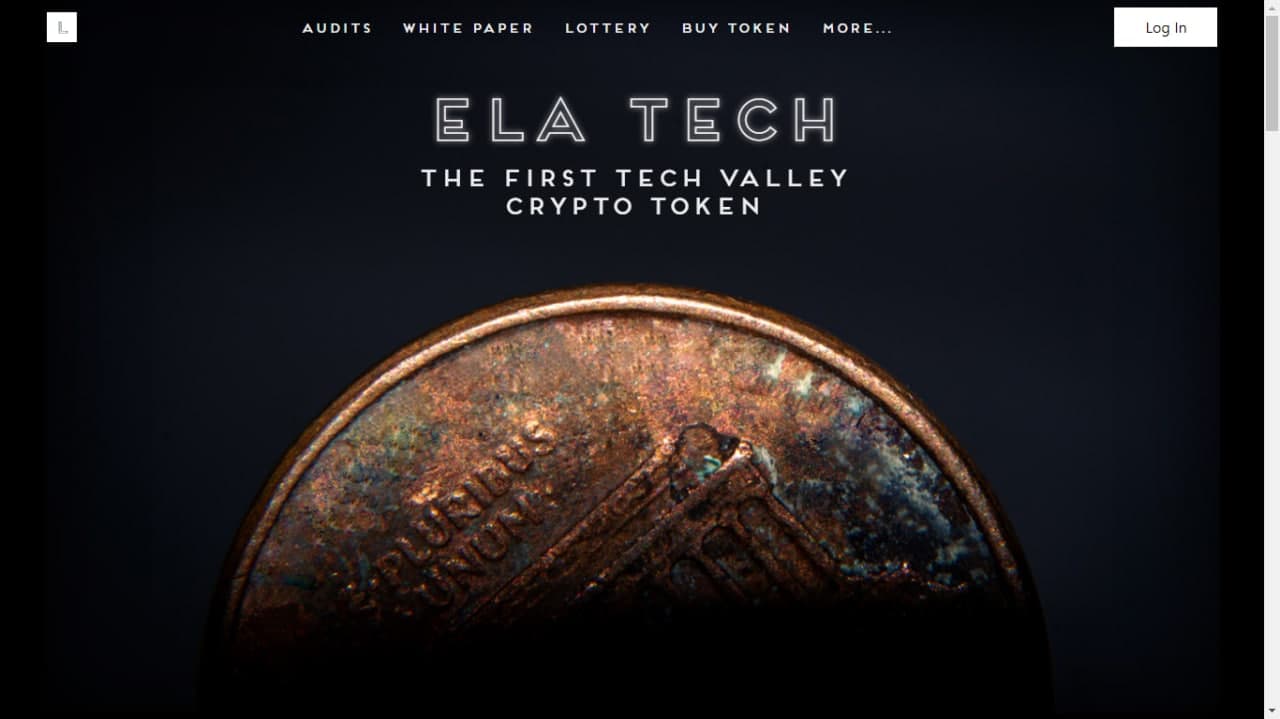 L
AUDITS WHITE PAPER LOTTERY BUY TOKEN MORE... Log In
ELA TECH
THE FIRST TECH VALLEY
CRYPTO TOKEN
PLURIBUS
UNUM